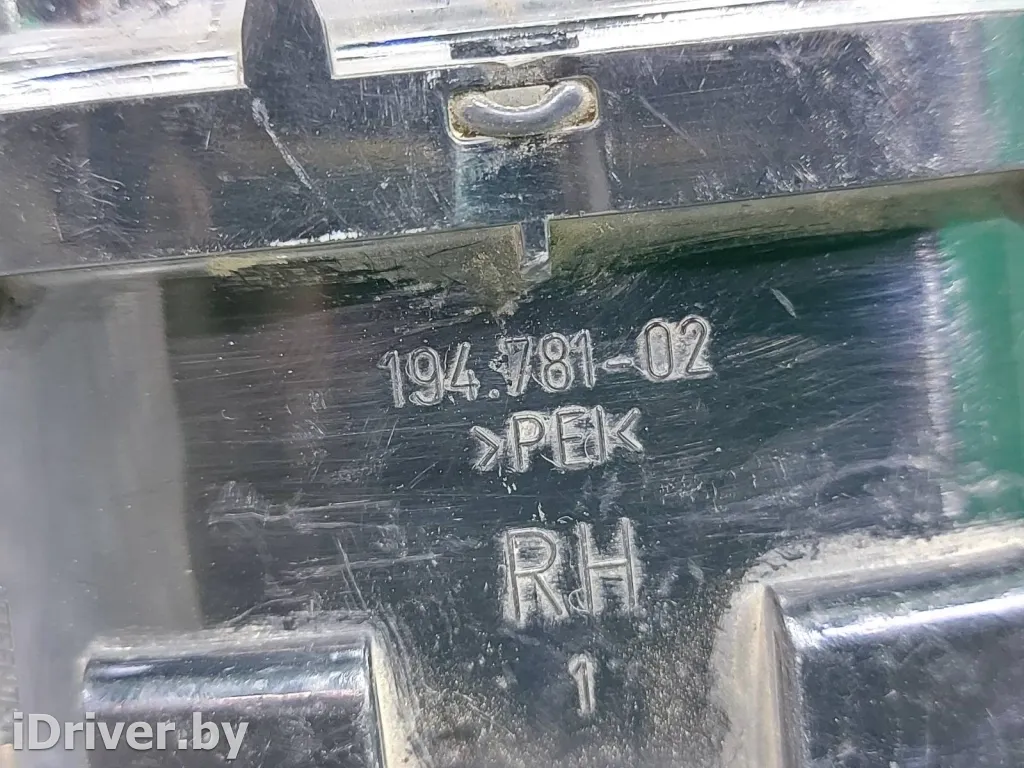 194.781-02
>PEI<
RH
1
iDriver.by